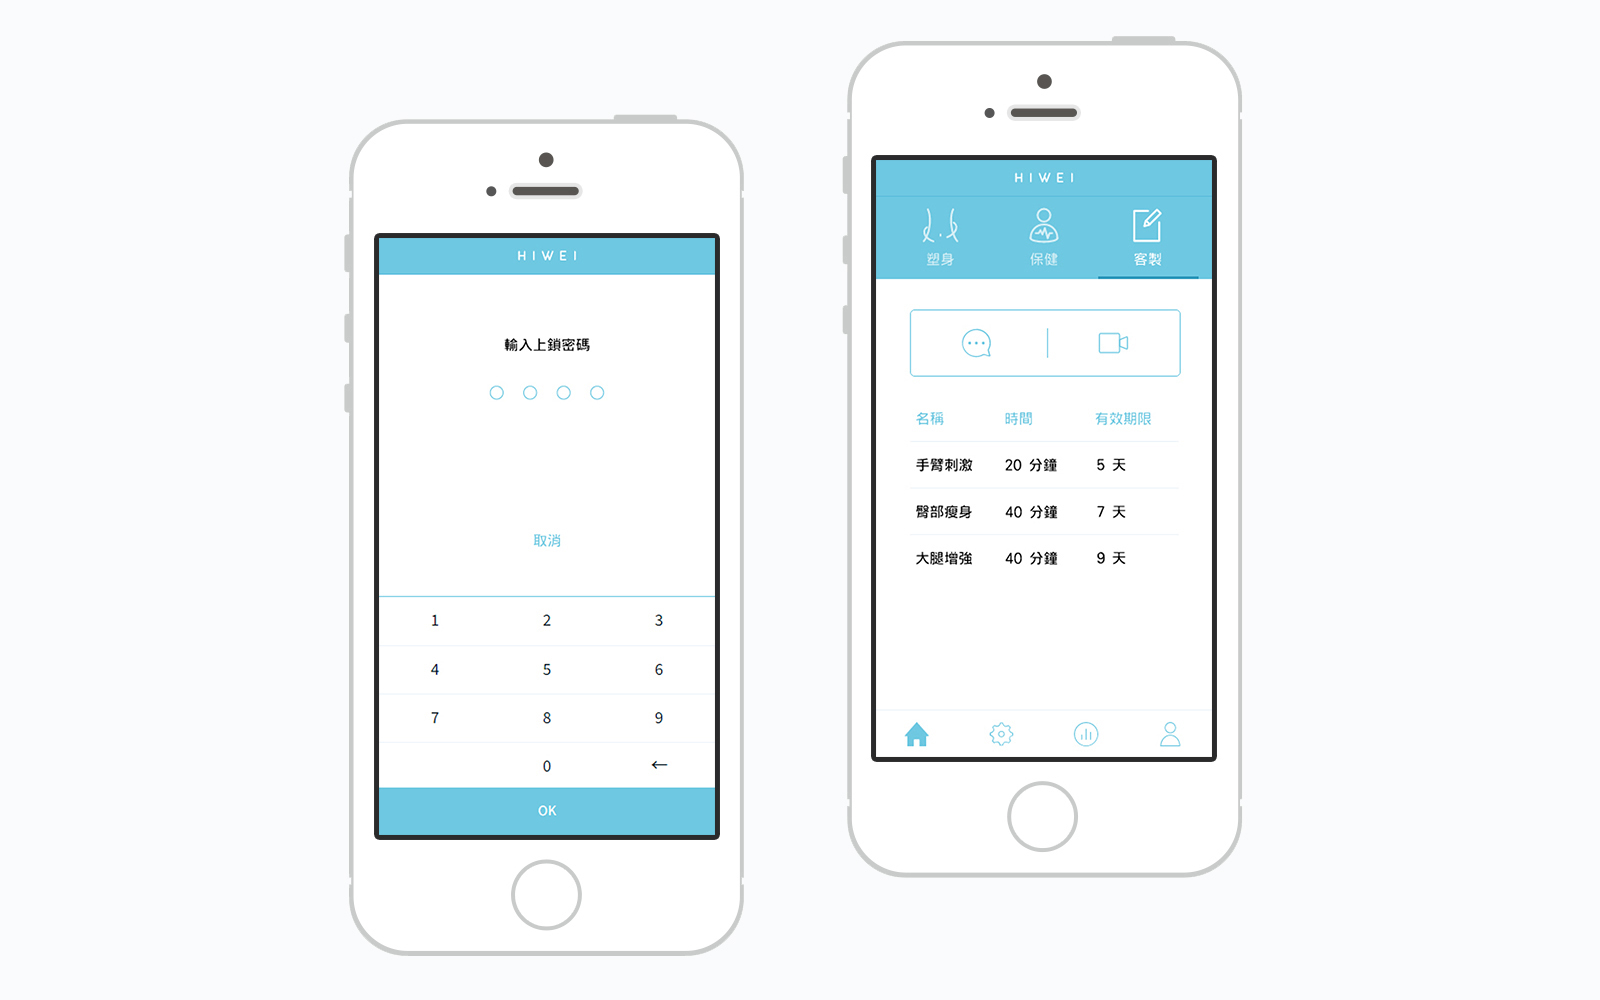 HIWEI
輸入上鎖密碼
取消
1 2 3
4 5 6
7 8 9
0 ←
OK
HIWEI
塑身 保健 客製
名稱 時間 有效期限
手臂刺激 20 分鐘 5 天
臀部瘦身 40 分鐘 7 天
大腿增強 40 分鐘 9 天